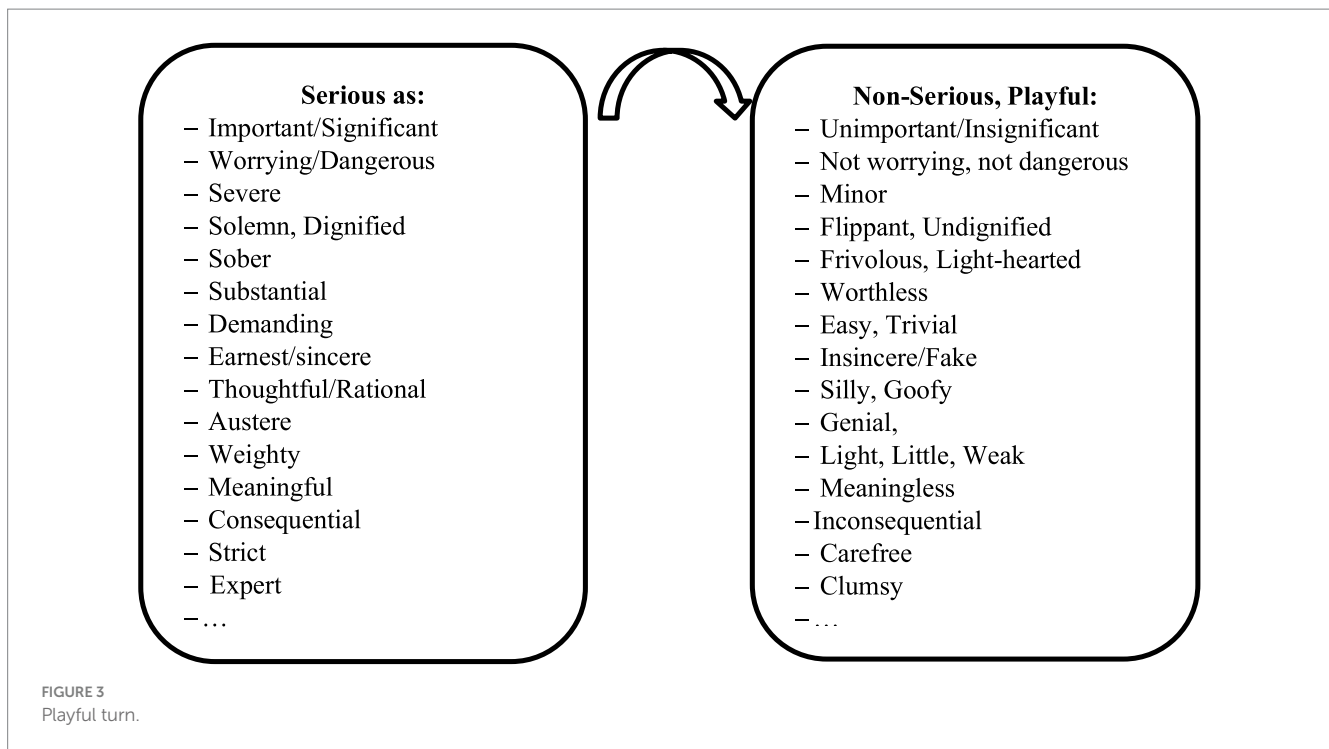 Serious as:
– Important/Significant
– Worrying/Dangerous
– Severe
– Solemn, Dignified
– Sober
– Substantial
– Demanding
– Earnest/sincere
– Thoughtful/Rational
– Austere
– Weighty
– Meaningful
– Consequential
– Strict
– Expert
– …
Non-Serious, Playful:
– Unimportant/Insignificant
– Not worrying, not dangerous
– Minor
– Flippant, Undignified
– Frivolous, Light-hearted
– Worthless
– Easy, Trivial
– Insincere/Fake
– Silly, Goofy
– Genial,
– Light, Little, Weak
– Meaningless
– Inconsequential
– Carefree
– Clumsy
– …
FIGURE 3
Playful turn.